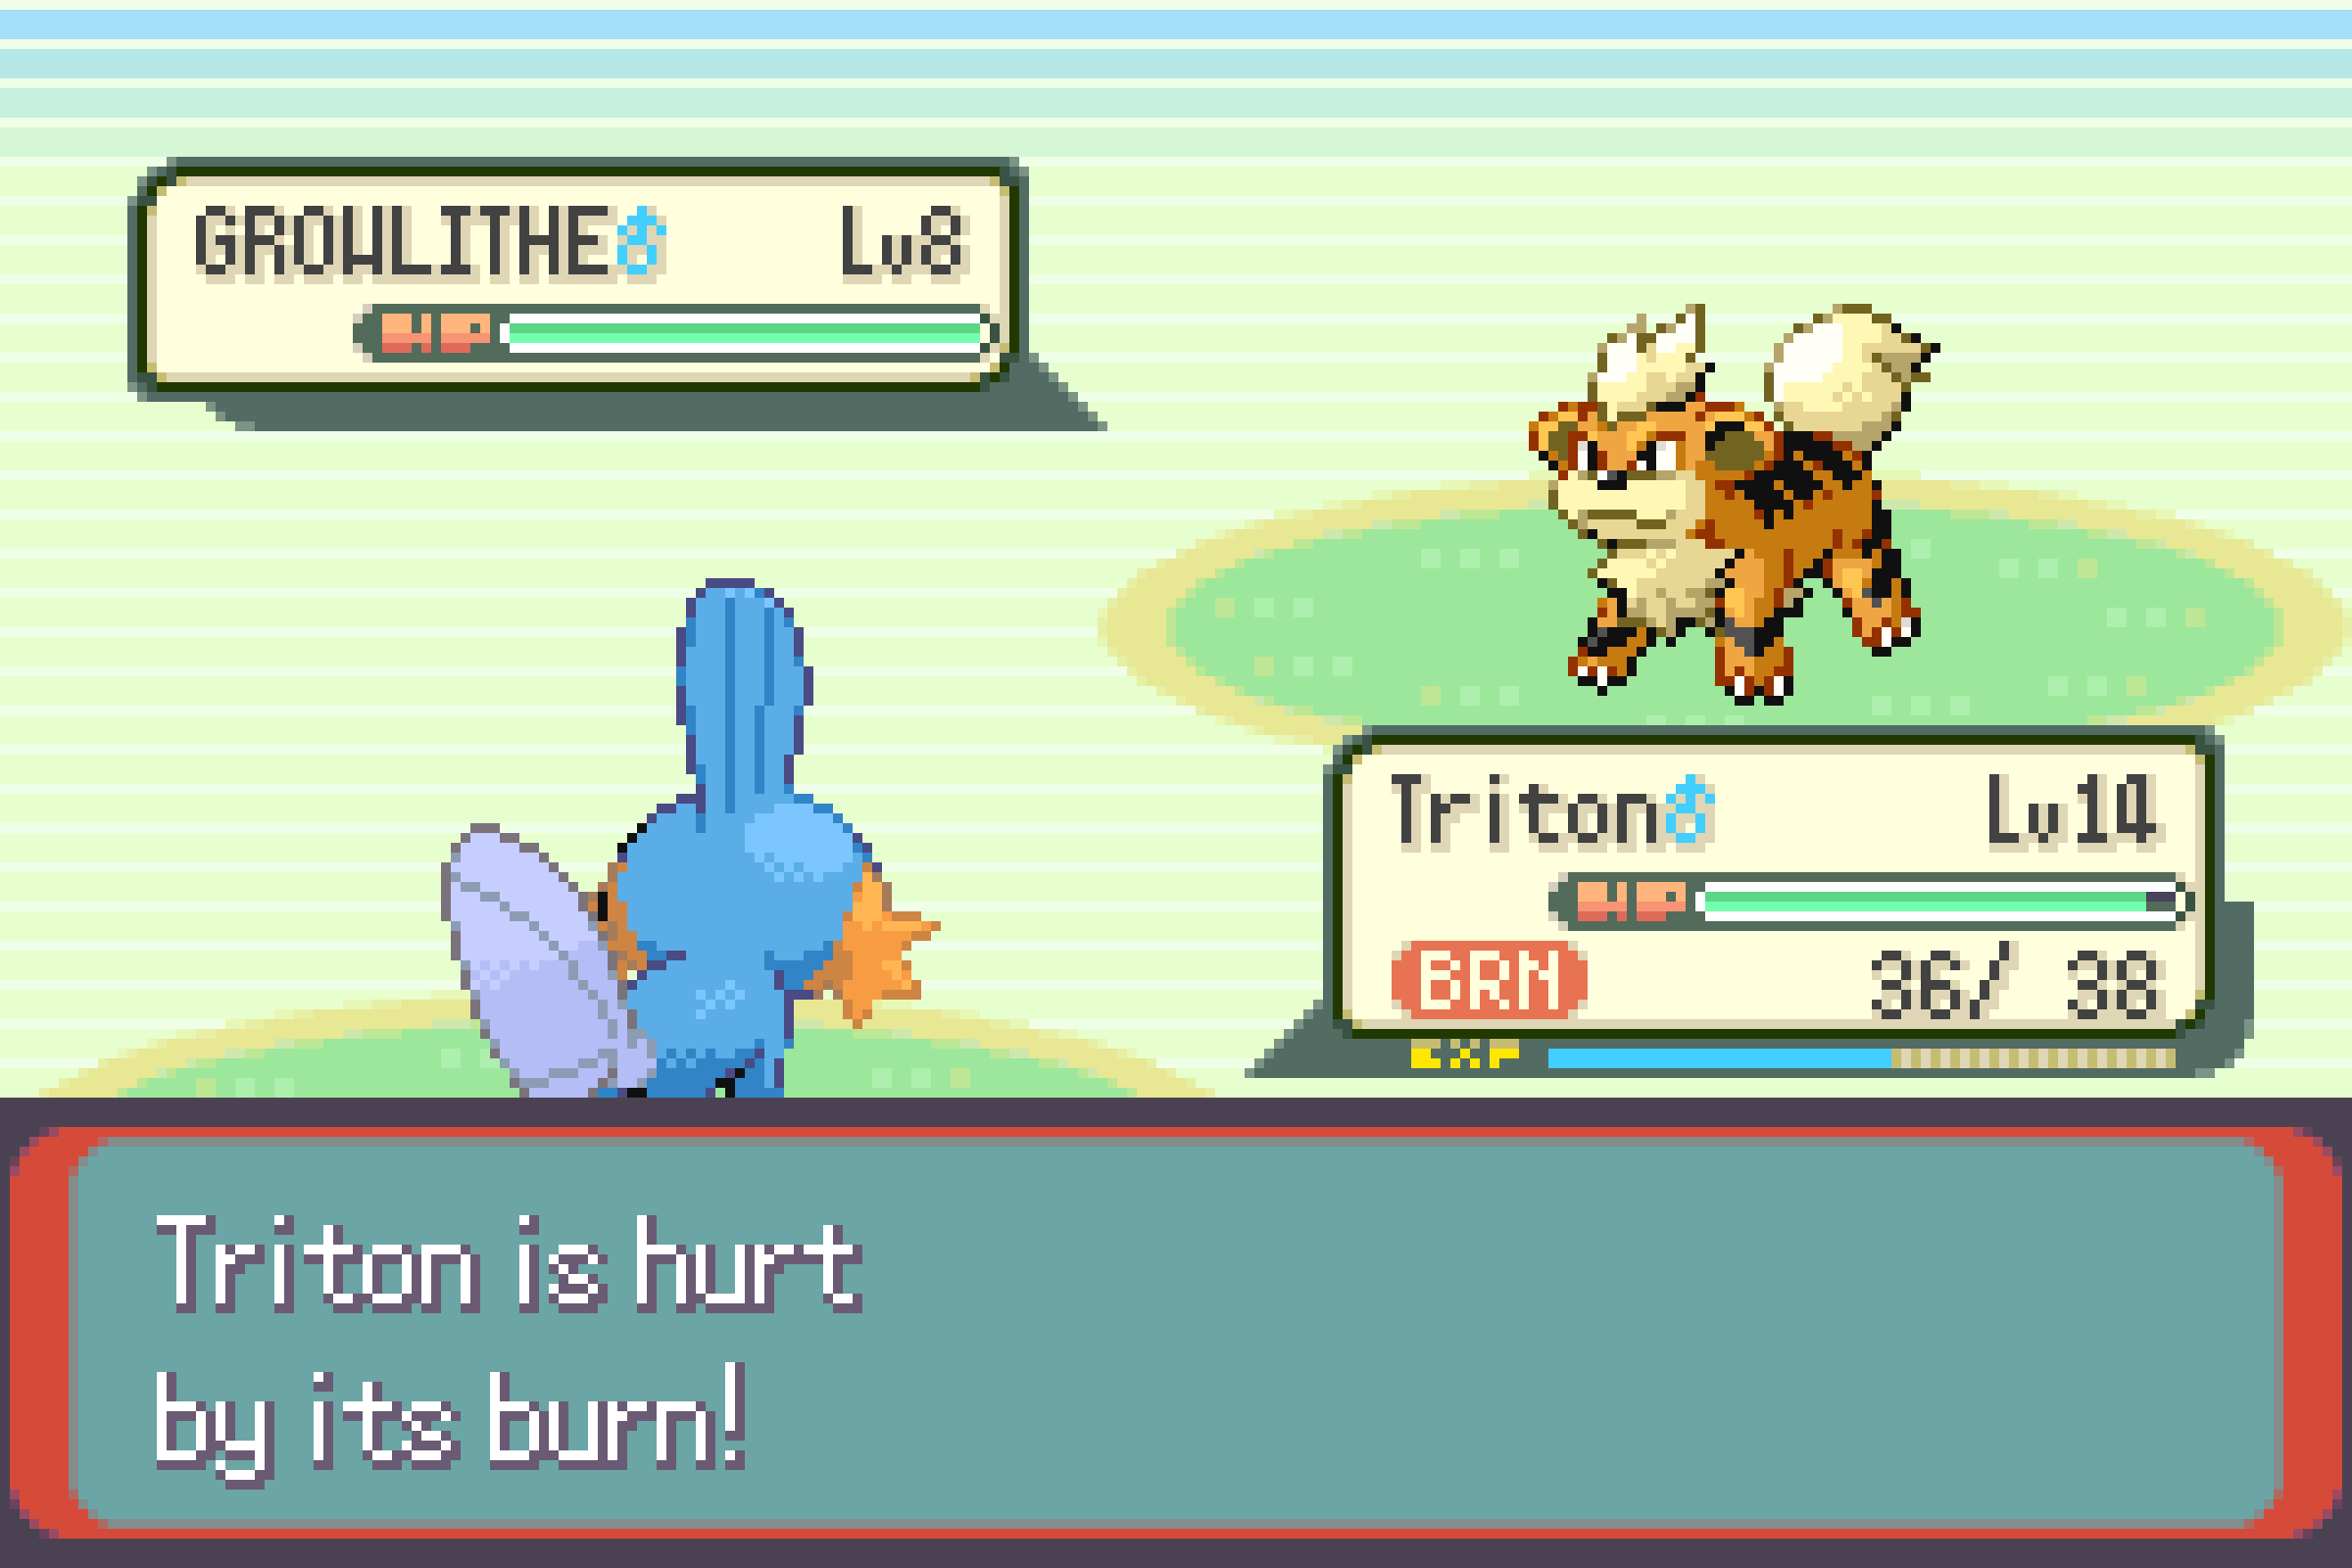 GROWLITHE♂ Lv8
HP
Triton♂ Lv14
HP
BRN 36/ 38
EXP
Triton is hurt
by its burn!